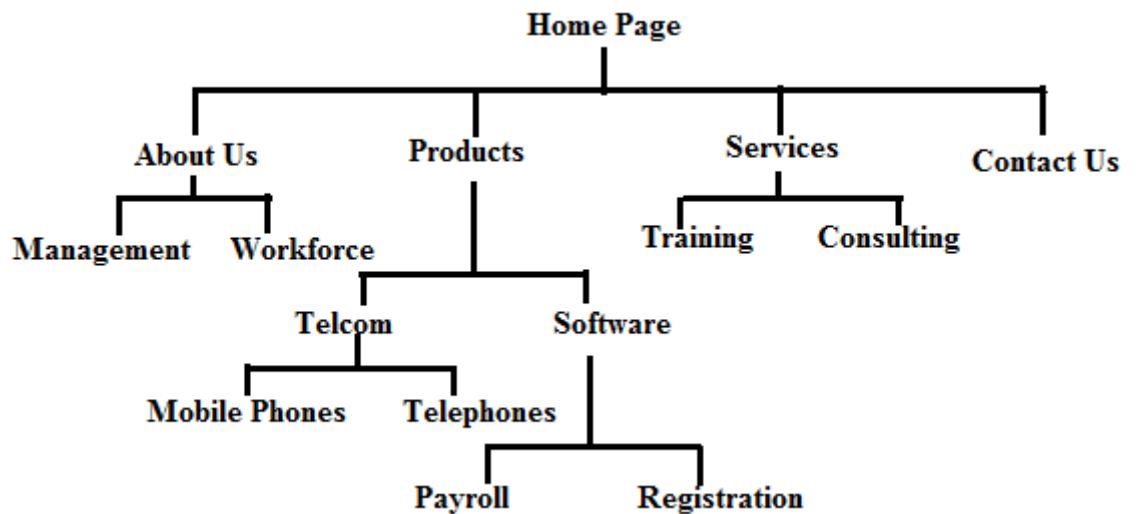 Home Page
About Us
Products
Services
Contact Us
Management
Workforce
Training
Consulting
Telcom
Software
Mobile Phones
Telephones
Payroll
Registration